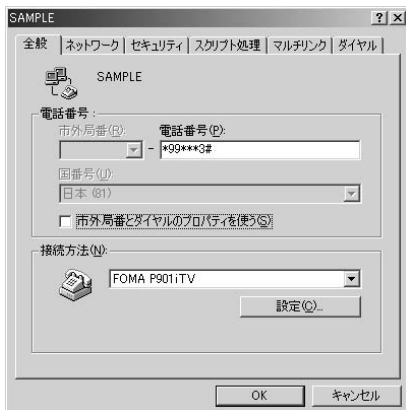 SAMPLE
全般 ネットワーク セキュリティ スクリプト処理 マルチリンク ダイヤル
SAMPLE
電話番号:
市外局番(R): 電話番号(P):
- *99***3#
国番号(U):
日本 (81)
市外局番とダイヤルのプロパティを使う(S)
接続方法(N):
FOMA P901iTV
設定(C)...
OK キャンセル